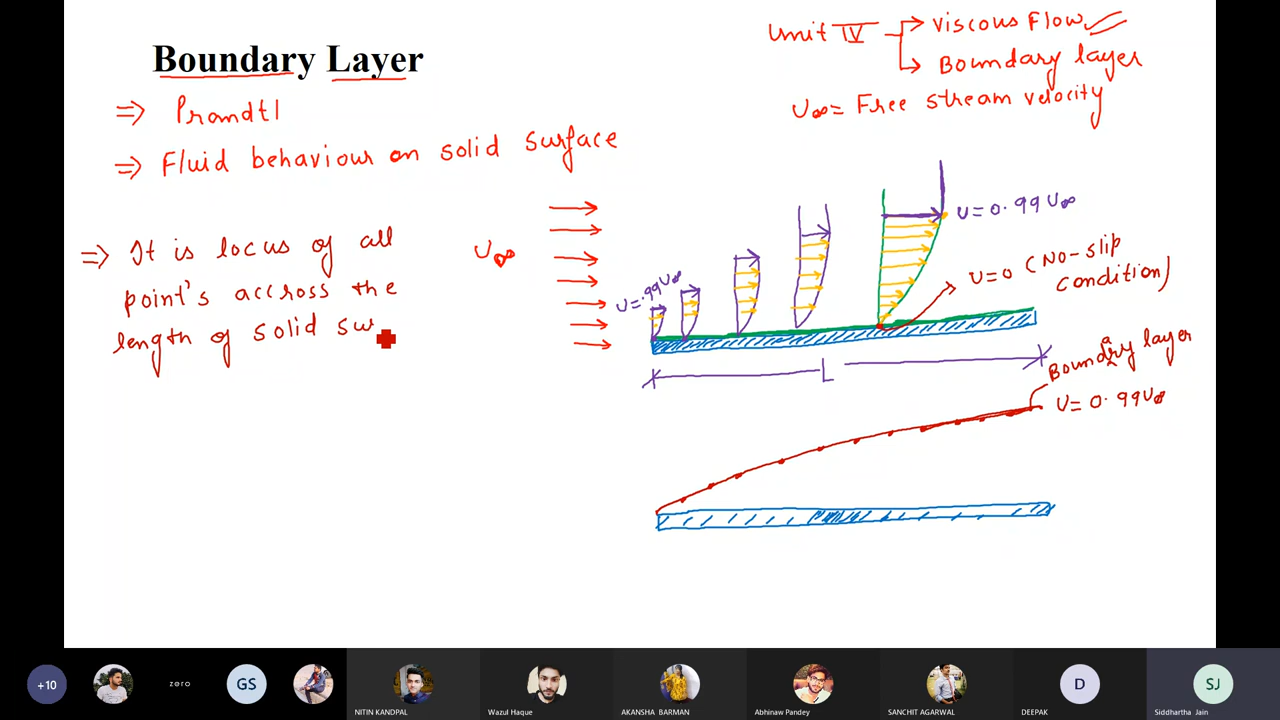 Unit IV → Viscous Flow
→ Boundary layer
Boundary Layer
U∞ = Free stream velocity
⇒ Prandtl
⇒ Fluid behaviour on solid surface
U∞
U=.99U∞
U=0.99U∞
U=0 (No-slip
condition)
⇒ It is locus of all
point's accross the
length of solid su
L
Boundary layer
U=0.99U∞
+10
zero
GS
NITIN KANDPAL
Wazul Haque
AKANSHA BARMAN
Abhinaw Pandey
SANCHIT AGARWAL
D
DEEPAK
SJ
Siddhartha Jain